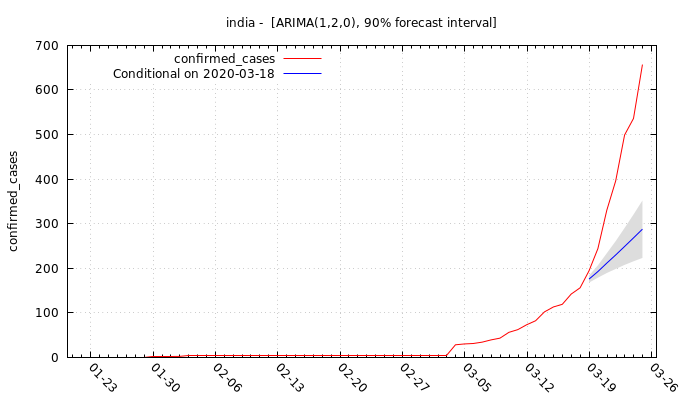 india -  [ARIMA(1,2,0), 90% forecast interval]
confirmed_cases
Conditional on 2020-03-18
confirmed_cases
700
600
500
400
300
200
100
0
01-23 01-30 02-06 02-13 02-20 02-27 03-05 03-12 03-19 03-26